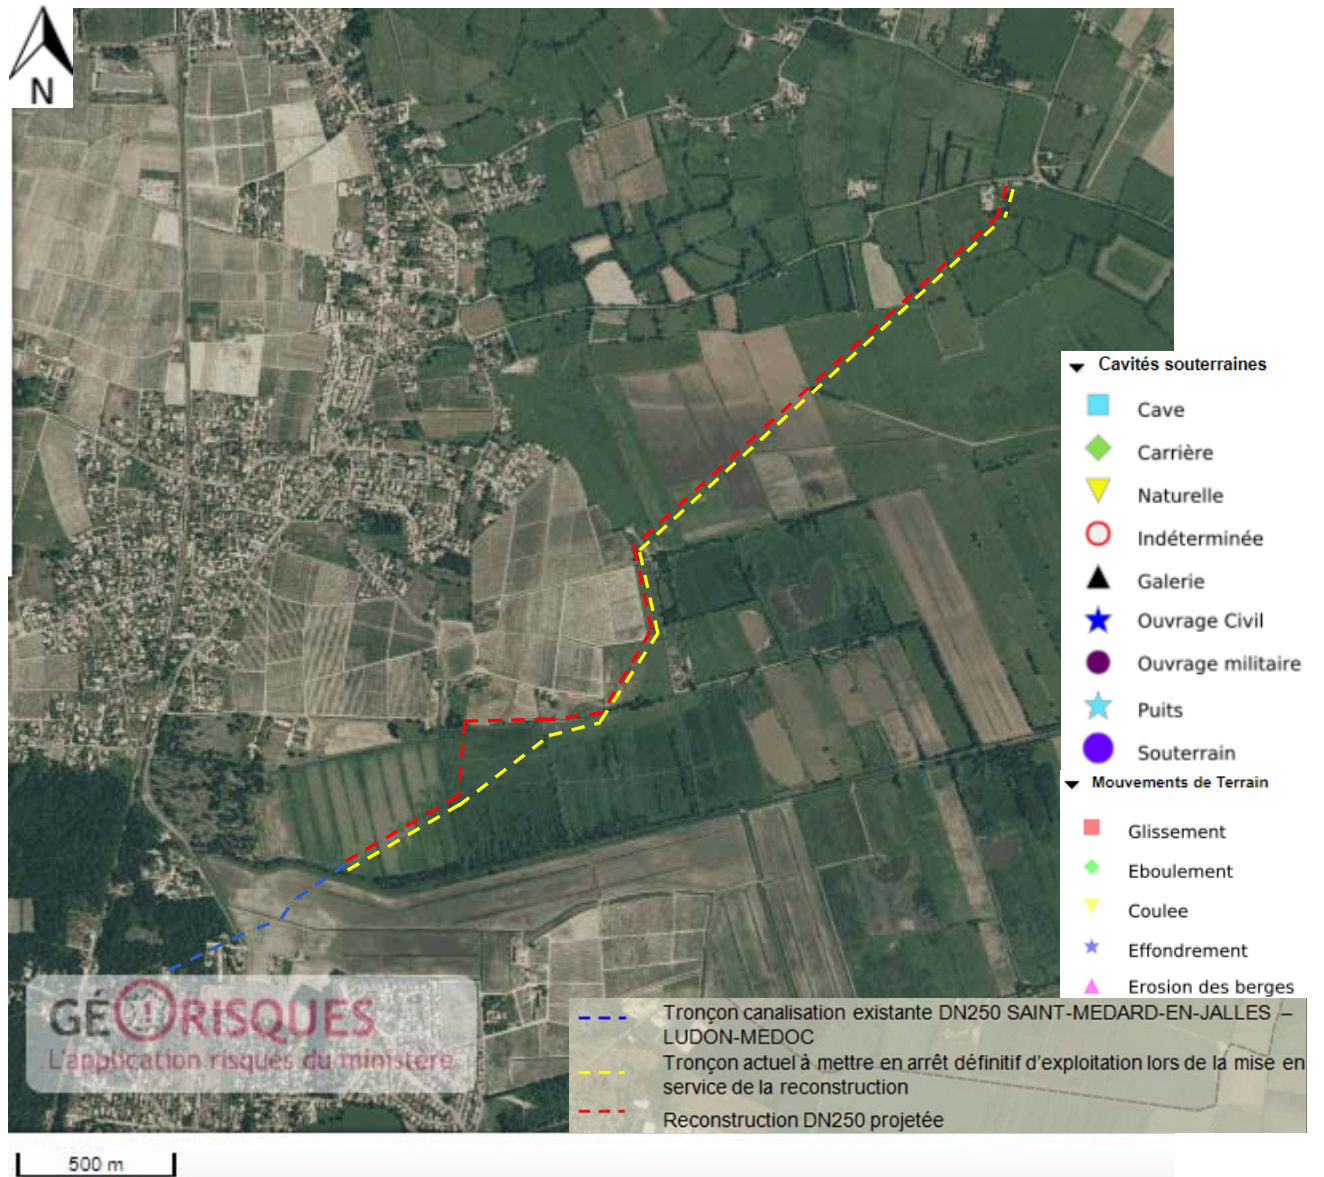 N
Cavités souterraines
Cave
Carrière
Naturelle
Indéterminée
Galerie
Ouvrage Civil
Ouvrage militaire
Puits
Souterrain
Mouvements de Terrain
Glissement
Eboulement
Coulee
Effondrement
Erosion des berges
GÉORISQUES
L'application risques du ministère
Tronçon canalisation existante DN250 SAINT-MEDARD-EN-JALLES –
LUDON-MEDOC
Tronçon actuel à mettre en arrêt définitif d'exploitation lors de la mise en
service de la reconstruction
Reconstruction DN250 projetée
500 m